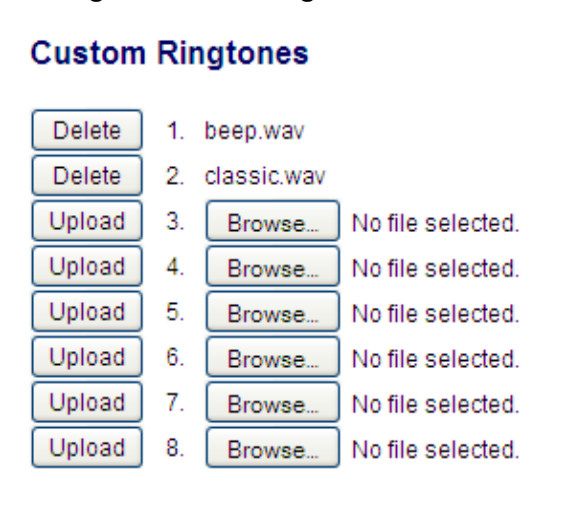 Custom Ringtones
Delete 1. beep.wav
Delete 2. classic.wav
Upload 3. Browse... No file selected.
Upload 4. Browse... No file selected.
Upload 5. Browse... No file selected.
Upload 6. Browse... No file selected.
Upload 7. Browse... No file selected.
Upload 8. Browse... No file selected.